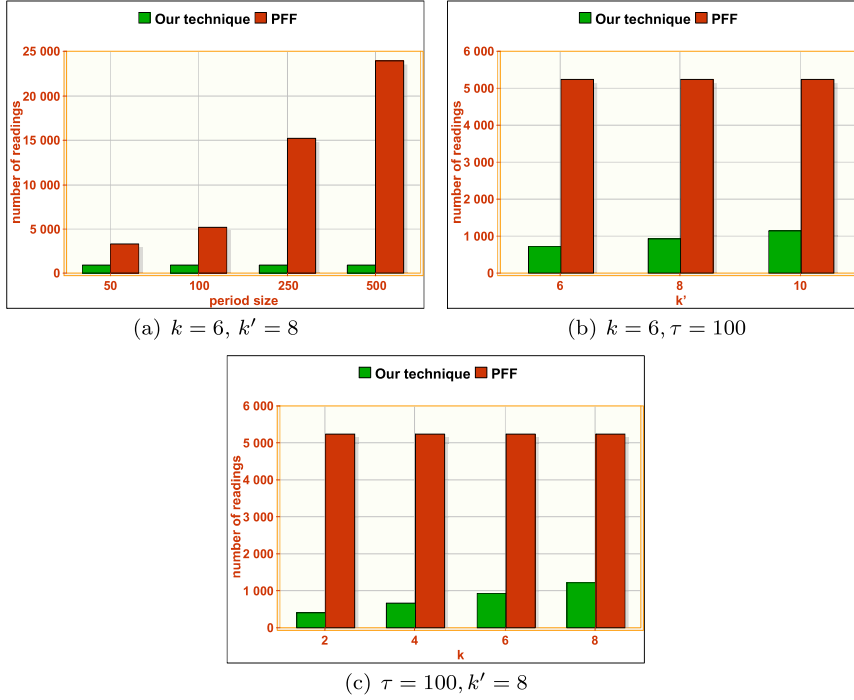 Our technique PFF
25 000
20 000
15 000
10 000
5 000
0
number of readings
50 100 250 500
period size
(a) k = 6, k′ = 8
Our technique PFF
6 000
5 000
4 000
3 000
2 000
1 000
0
number of readings
6 8 10
k'
(b) k = 6, τ = 100
Our technique PFF
6 000
5 000
4 000
3 000
2 000
1 000
0
number of readings
2 4 6 8
k
(c) τ = 100, k′ = 8